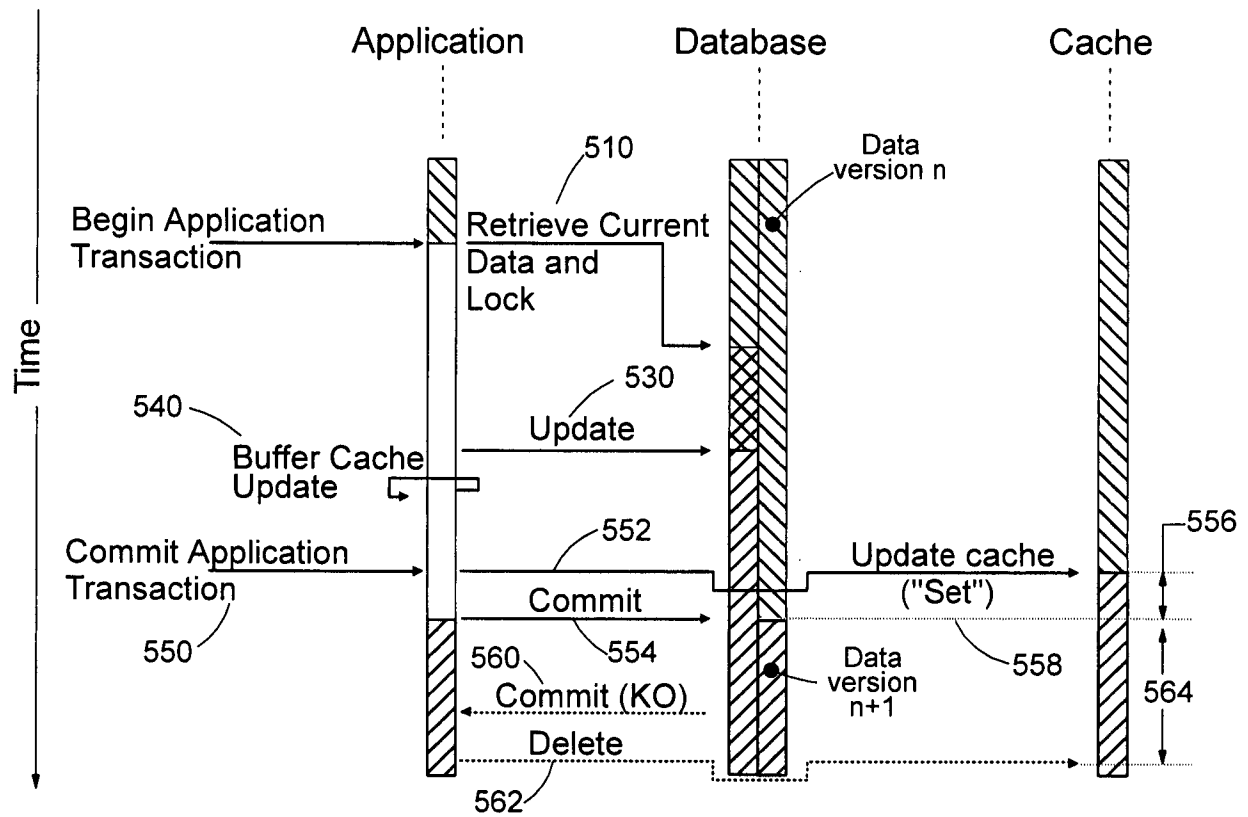 Application
Database
Cache
510
Data
version n
Begin Application
Transaction
Retrieve Current
Data and
Lock
Time
530
540
Update
Buffer Cache
Update
552
556
Commit Application
Transaction
Update cache
("Set")
Commit
550
554
558
560
Data
version
n+1
564
Commit (KO)
Delete
562